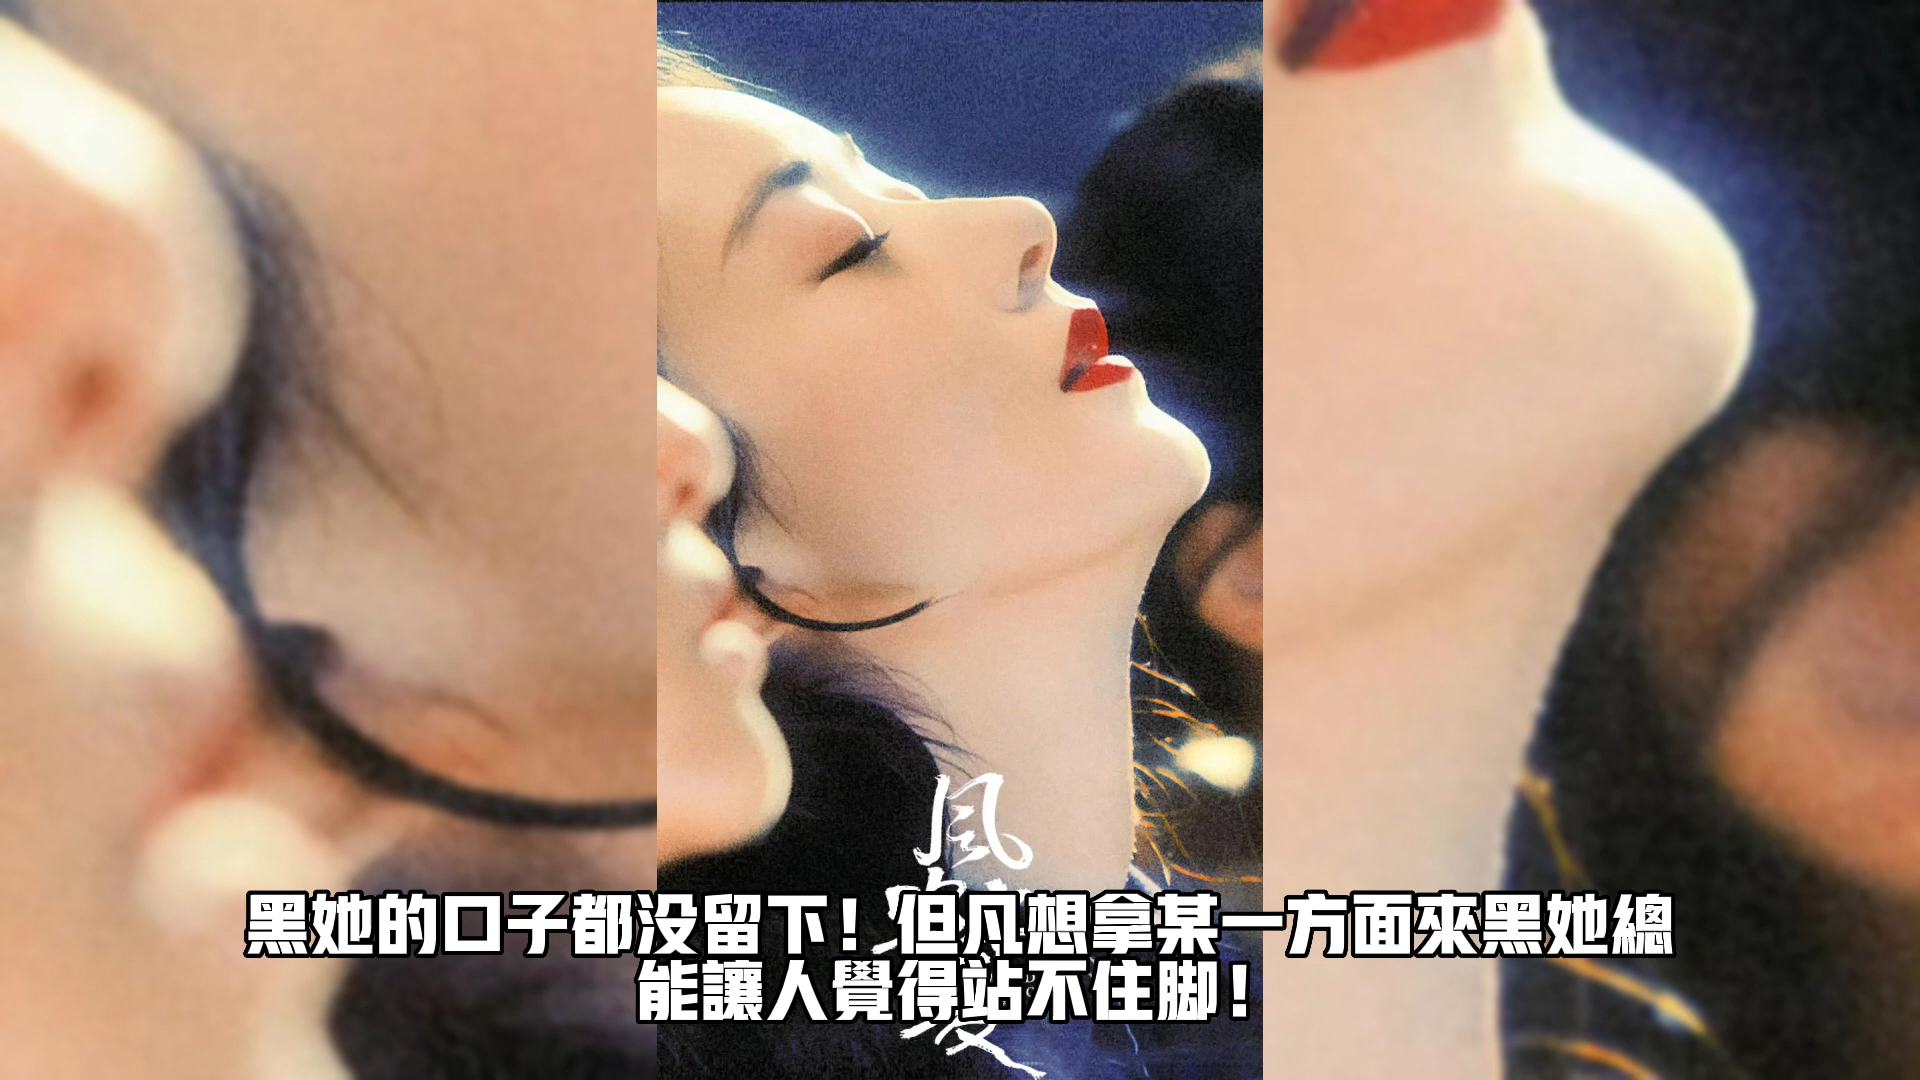 風
黑她的口子都没留下！但凡想拿某一方面來黑她總
能讓人覺得站不住脚！